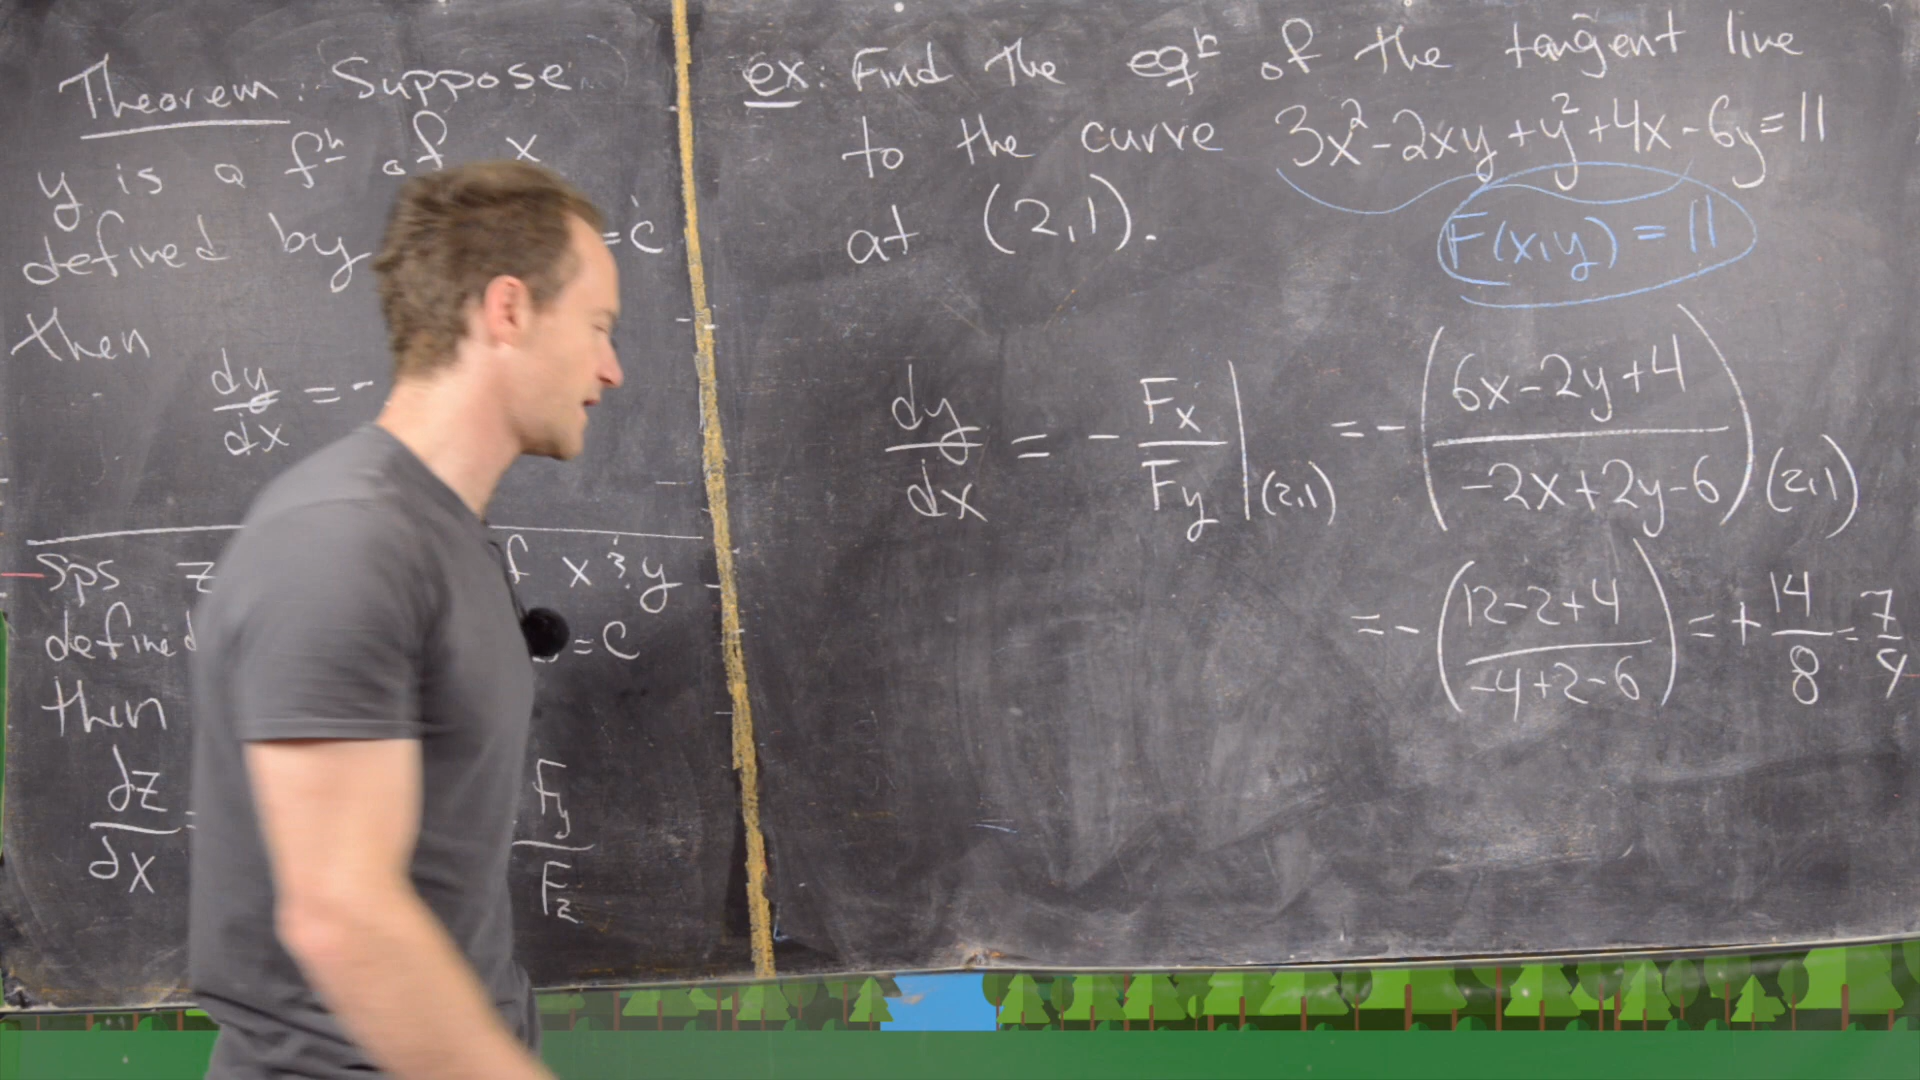 Theorem: Suppose
y is a fⁿ of x
defined by = c
then
dy/dx = -
Sps z f x & y
defined = c
then
∂z/∂x = Fy/Fz
ex: Find the eqⁿ of the tangent line
to the curve 3x²-2xy+y²+4x-6y=11
at (2,1).
F(x,y) = 11
dy/dx = - Fx/Fy |(2,1) = -((6x-2y+4)/(-2x+2y-6))(2,1)
= -((12-2+4)/(-4+2-6)) = + 14/8 = 7/4